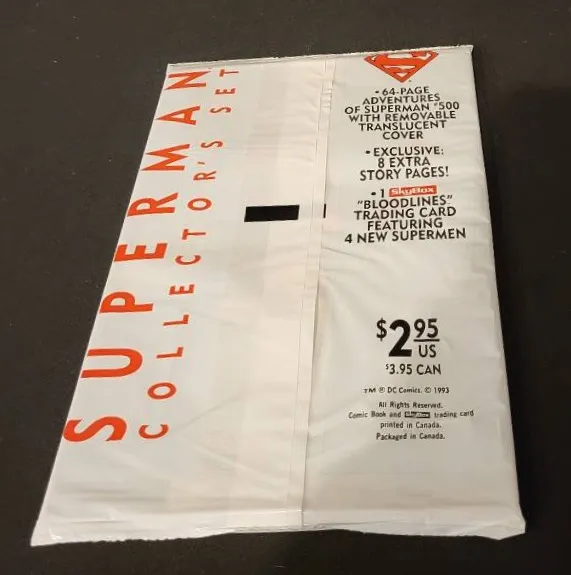 SUPERMAN
COLLECTOR'S SET
• 64-PAGE
ADVENTURES
OF SUPERMAN #500
WITH REMOVABLE
TRANSLUCENT
COVER
• EXCLUSIVE:
8 EXTRA
STORY PAGES!
• 1 SkyBox
"BLOODLINES"
TRADING CARD
FEATURING
4 NEW SUPERMEN
$2.95
US
$3.95 CAN
TM ® DC Comics. © 1993
All Rights Reserved.
Comic Book and SkyBox trading card
printed in Canada.
Packaged in Canada.